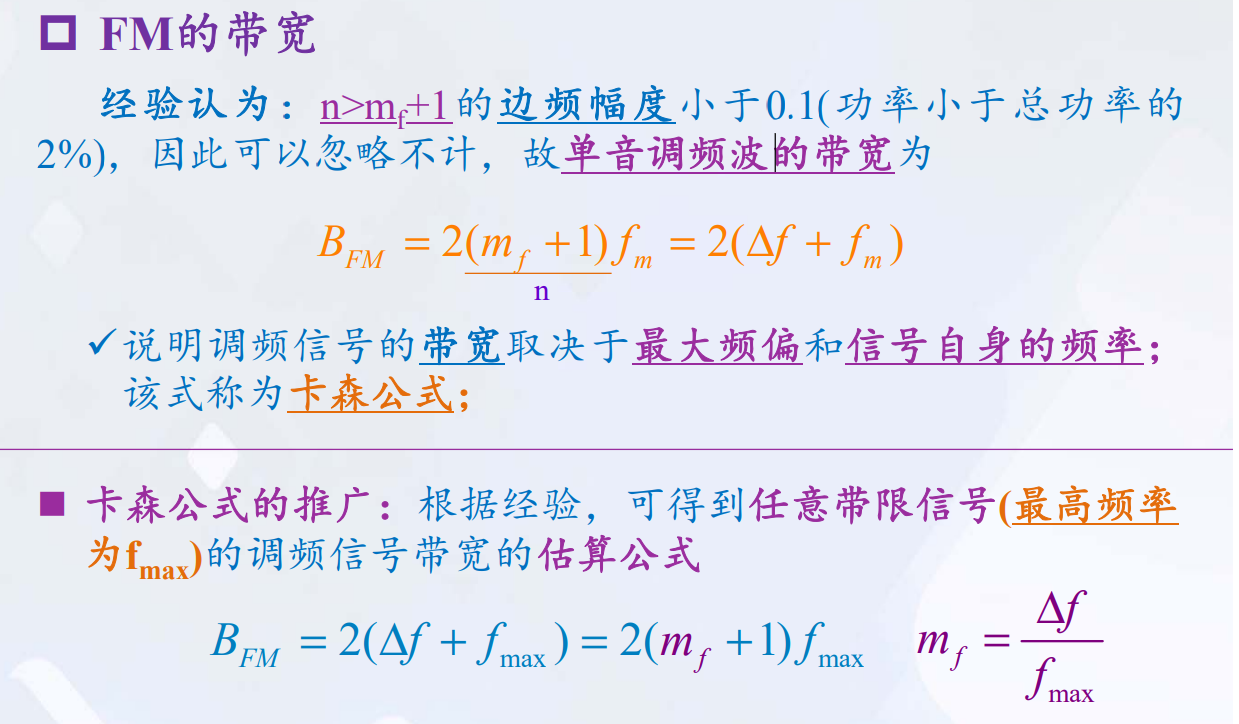 FM的带宽
经验认为：n>m_f+1的边频幅度小于0.1(功率小于总功率的
2%)，因此可以忽略不计，故单音调频波的带宽为
B_{FM} = 2(m_f +1)f_m = 2(Δf + f_m)
n
✓说明调频信号的带宽取决于最大频偏和信号自身的频率；
该式称为卡森公式；
■ 卡森公式的推广：根据经验，可得到任意带限信号(最高频率
为f_{max})的调频信号带宽的估算公式
B_{FM} = 2(Δf + f_{max}) = 2(m_f +1)f_{max} m_f = Δf / f_{max}